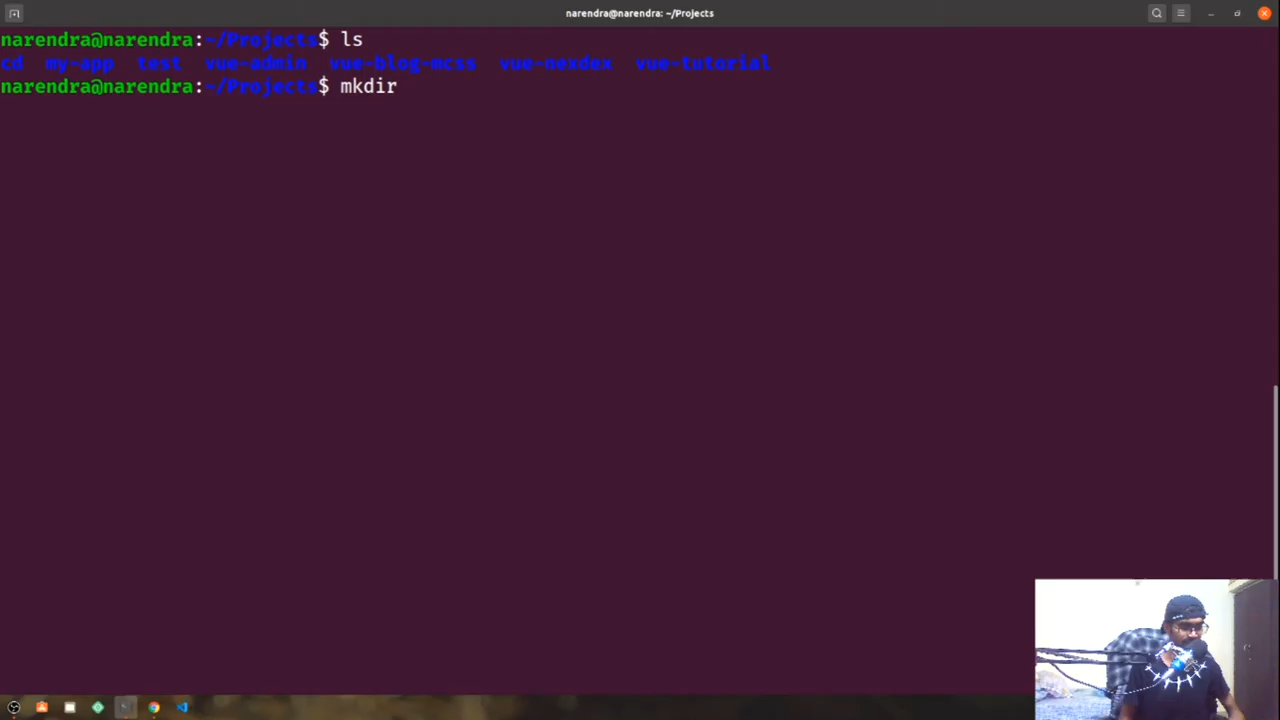 narendra@narendra: ~/Projects
narendra@narendra:~/Projects$ ls
cd my-app test vue-admin vue-blog-mcss vue-nexdex vue-tutorial
narendra@narendra:~/Projects$ mkdir